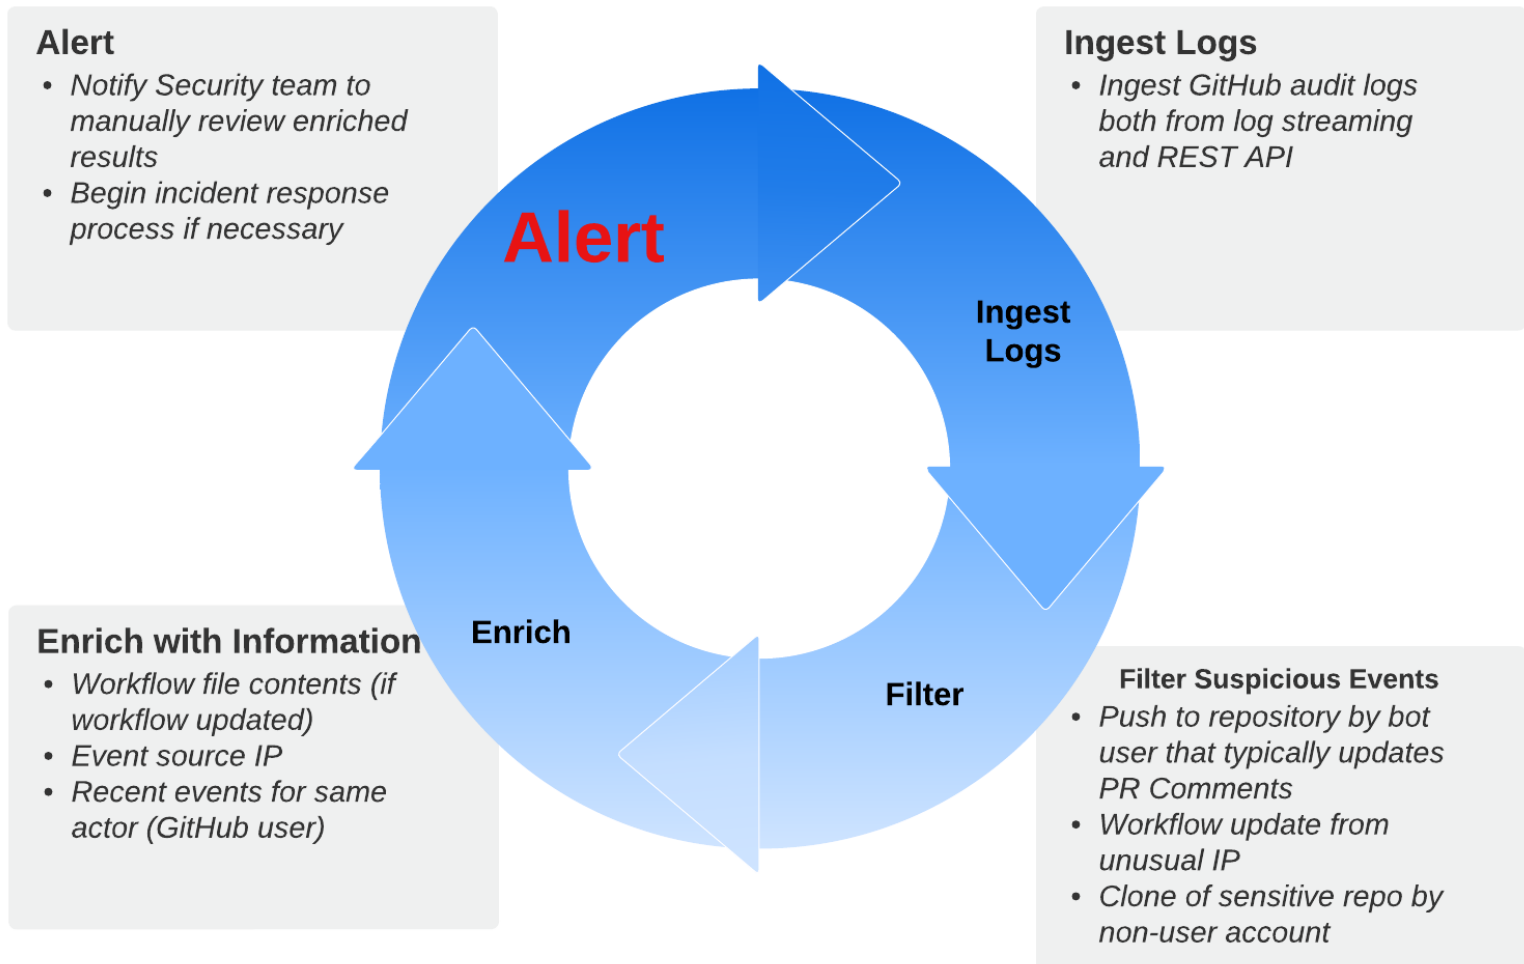 Alert
• Notify Security team to
manually review enriched
results
• Begin incident response
process if necessary
Ingest Logs
• Ingest GitHub audit logs
both from log streaming
and REST API
Alert
Ingest
Logs
Enrich
Filter
Enrich with Information
• Workflow file contents (if
workflow updated)
• Event source IP
• Recent events for same
actor (GitHub user)
Filter Suspicious Events
• Push to repository by bot
user that typically updates
PR Comments
• Workflow update from
unusual IP
• Clone of sensitive repo by
non-user account